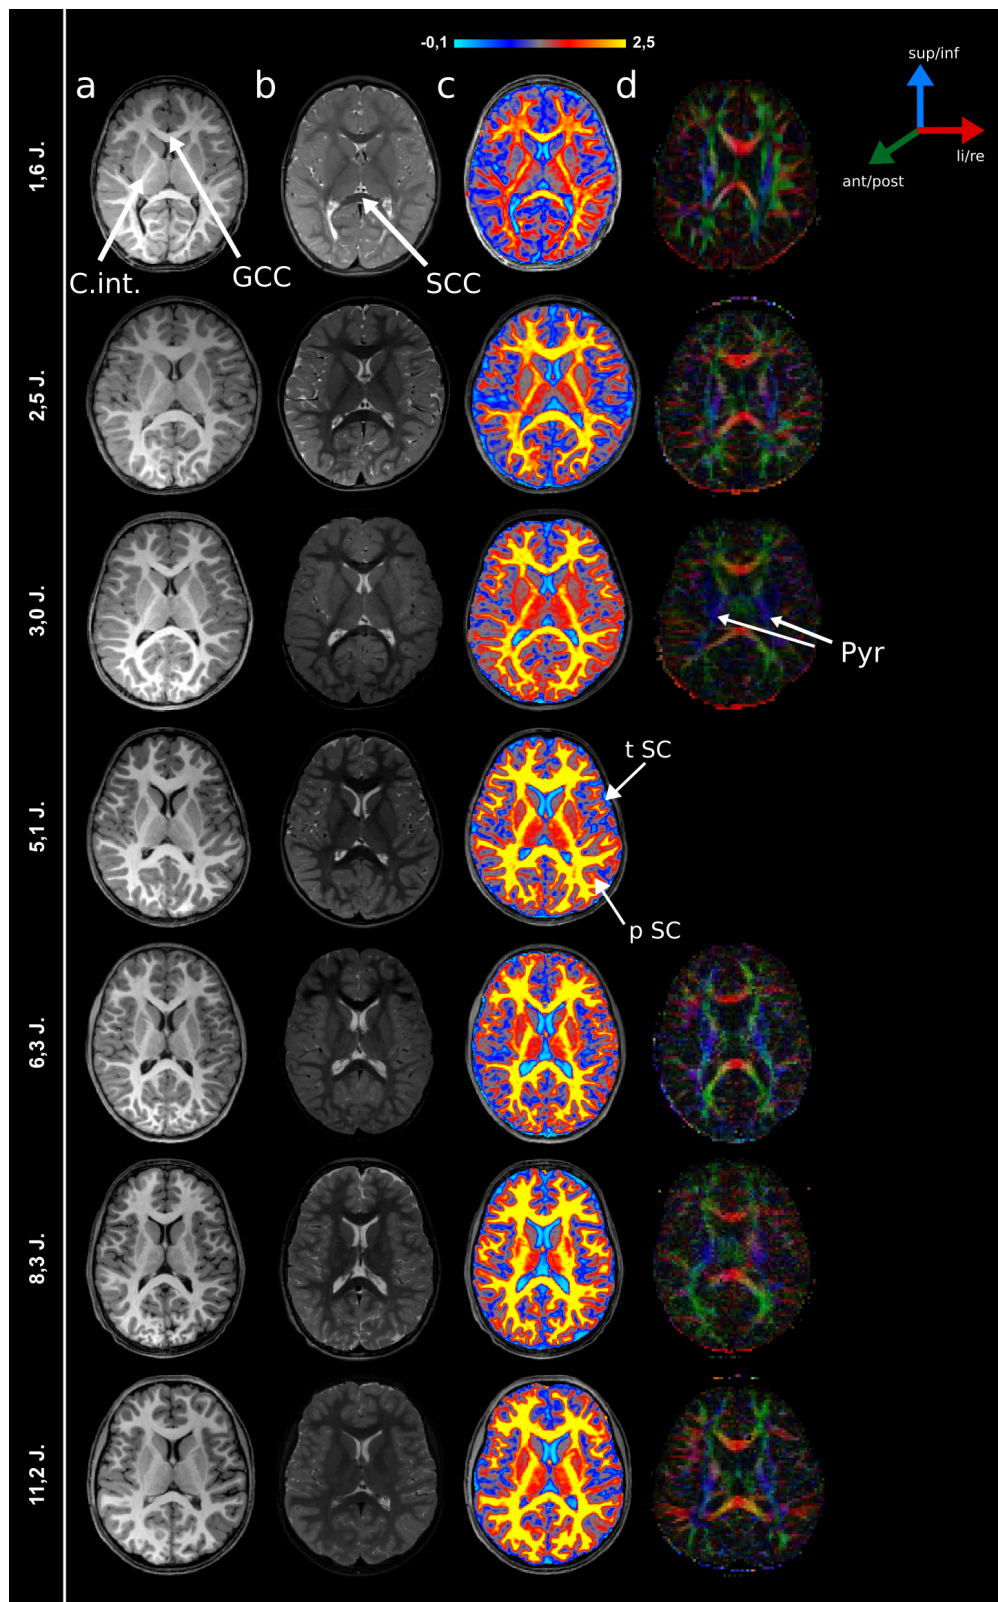 -0,1 2,5
a b c d
sup/inf
li/re
ant/post
1,6 J.
C.int.
GCC
SCC
2,5 J.
3,0 J.
Pyr
5,1 J.
t SC
p SC
6,3 J.
8,3 J.
11,2 J.